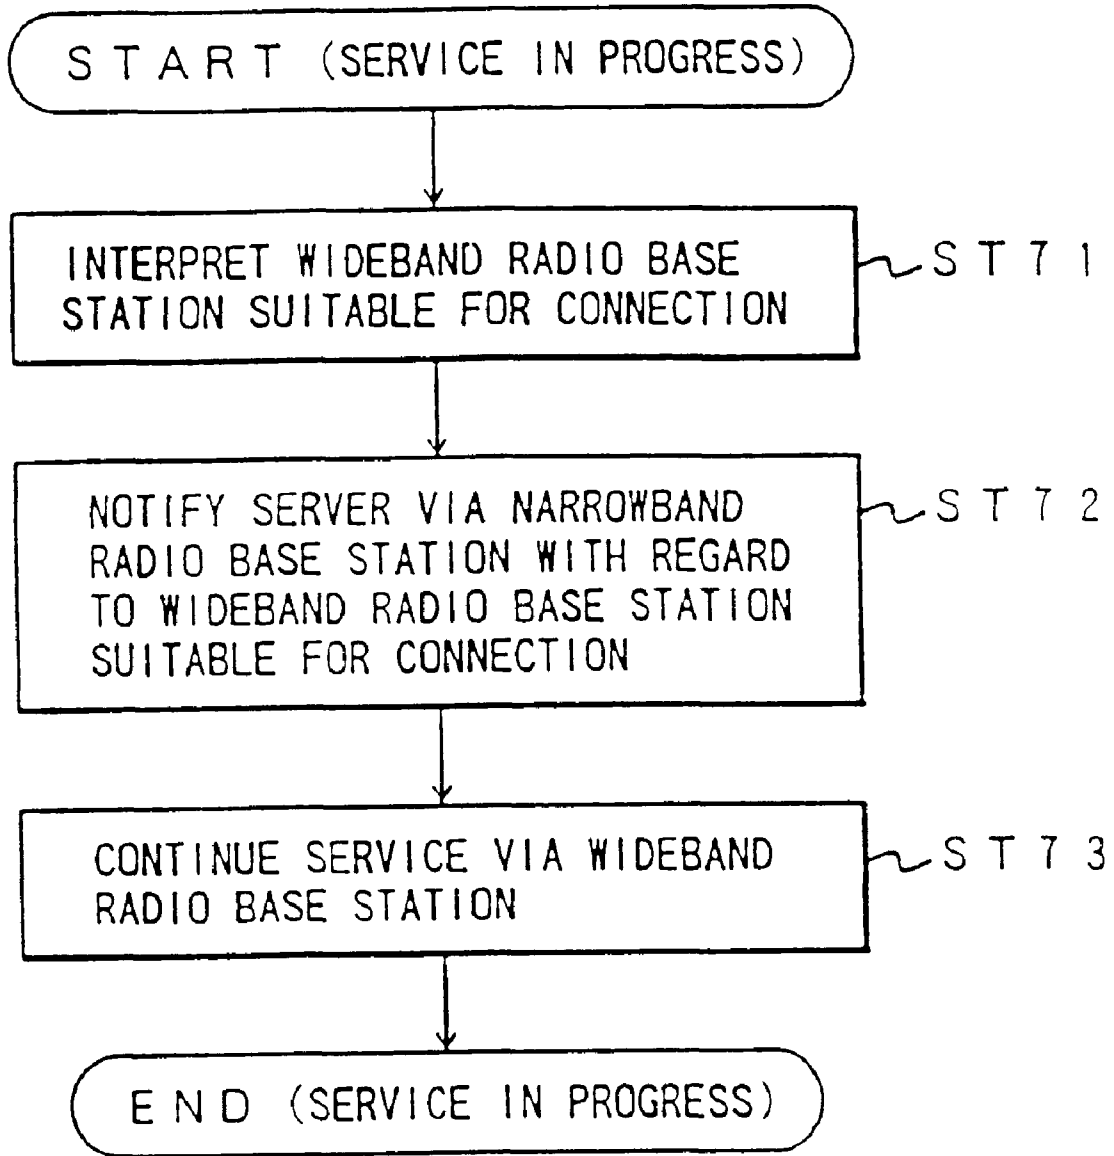 START (SERVICE IN PROGRESS)
INTERPRET WIDEBAND RADIO BASE
STATION SUITABLE FOR CONNECTION
ST71
NOTIFY SERVER VIA NARROWBAND
RADIO BASE STATION WITH REGARD
TO WIDEBAND RADIO BASE STATION
SUITABLE FOR CONNECTION
ST72
CONTINUE SERVICE VIA WIDEBAND
RADIO BASE STATION
ST73
END (SERVICE IN PROGRESS)